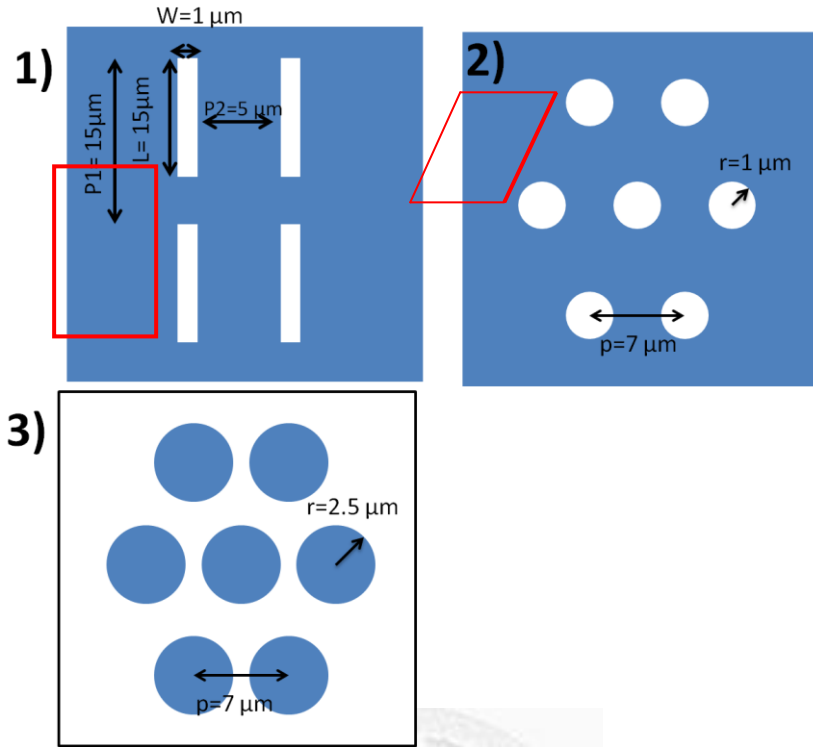 W=1 μm
1)
P1= 15μm
L= 15μm
P2=5 μm
2)
r=1 μm
p=7 μm
3)
r=2.5 μm
p=7 μm